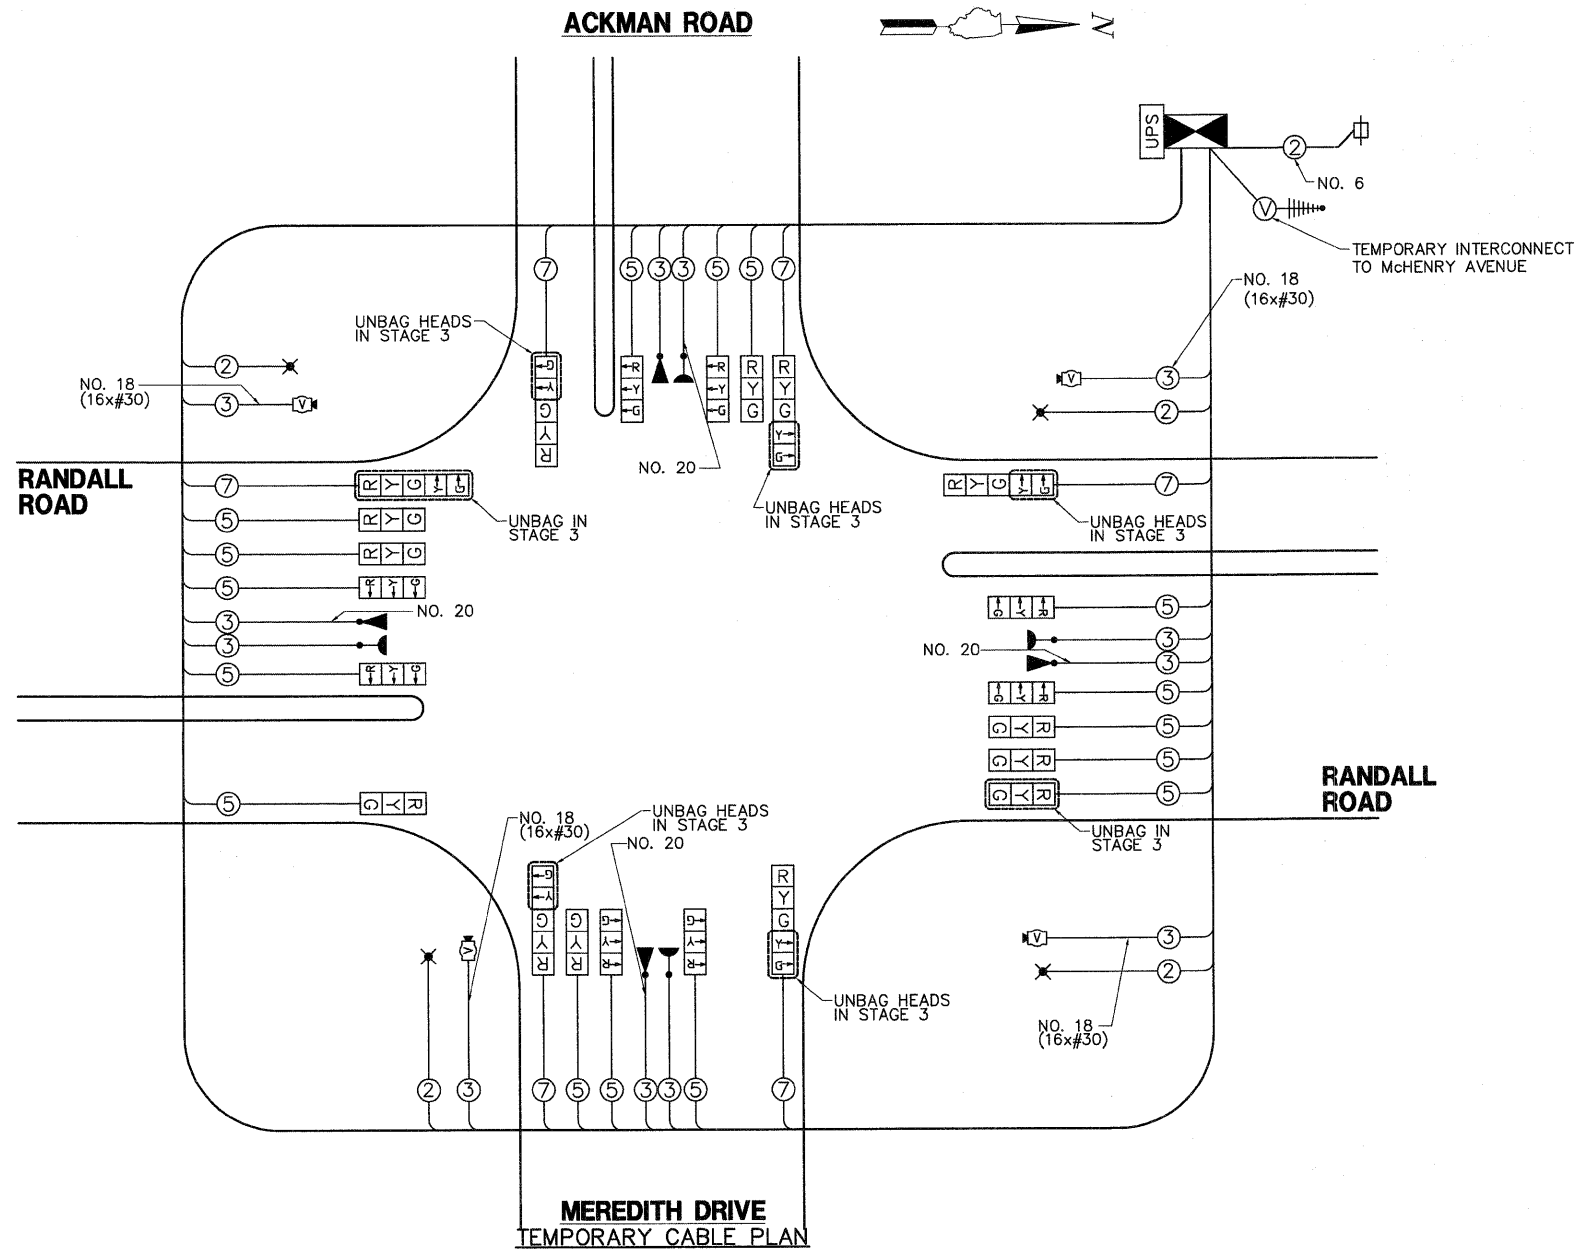 ACKMAN ROAD
N
UPS
2
NO. 6
V
TEMPORARY INTERCONNECT
TO McHENRY AVENUE
7
5
3
3
5
5
7
NO. 18
(16x#30)
UNBAG HEADS
IN STAGE 3
2
NO. 18
(16x#30)
3
V
G
Y
G
Y
R
R
Y
G
R
Y
G
R
Y
G
R
Y
G
Y
G
NO. 20
UNBAG HEADS
IN STAGE 3
V
3
2
RANDALL
ROAD
7
R Y G Y G
UNBAG IN
STAGE 3
5
R Y G
5
R Y G
5
R Y G
3
NO. 20
3
5
R Y G
5
G Y R
R Y G Y G
7
UNBAG HEADS
IN STAGE 3
G Y R
5
3
NO. 20
3
G Y R
5
G Y R
5
G Y R
5
G Y R
5
UNBAG IN
STAGE 3
RANDALL
ROAD
NO. 18
(16x#30)
UNBAG HEADS
IN STAGE 3
NO. 20
V
G
Y
G
Y
R
G
Y
R
G
Y
R
G
Y
R
R
Y
G
Y
G
UNBAG HEADS
IN STAGE 3
V
3
2
NO. 18
(16x#30)
2
3
7
5
5
3
3
5
7
MEREDITH DRIVE
TEMPORARY CABLE PLAN